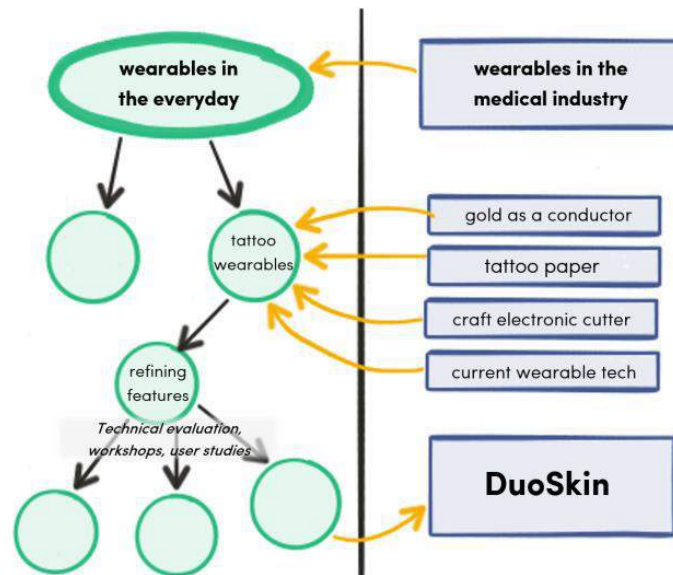 wearables in
the everyday
wearables in the
medical industry
tattoo
wearables
gold as a conductor
tattoo paper
craft electronic cutter
current wearable tech
refining
features
Technical evaluation,
workshops, user studies
DuoSkin